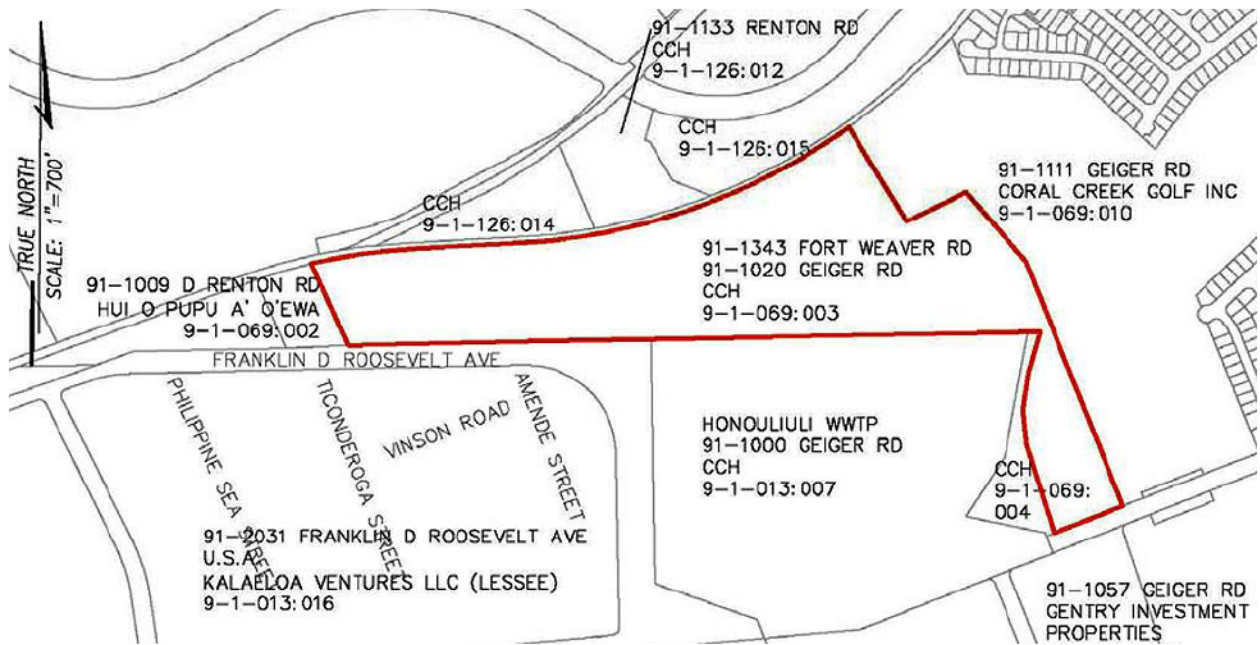 91-1133 RENTON RD
CCH
9-1-126:012
CCH
9-1-126:015
TRUE NORTH
SCALE: 1"=700'
91-1111 GEIGER RD
CORAL CREEK GOLF INC
9-1-069:010
CCH
9-1-126:014
91-1343 FORT WEAVER RD
91-1020 GEIGER RD
CCH
9-1-069:003
91-1009 D RENTON RD
HUI O PUPU A' O'EWA
9-1-069:002
FRANKLIN D ROOSEVELT AVE
PHILIPPINE SEA STREET
TICONDEROGA STREET
VINSON ROAD
AMENDE STREET
HONOULIULI WWTP
91-1000 GEIGER RD
CCH
9-1-013:007
CCH
9-1-069:
004
91-2031 FRANKLIN D ROOSEVELT AVE
U.S.A
KALAELOA VENTURES LLC (LESSEE)
9-1-013:016
91-1057 GEIGER RD
GENTRY INVESTMENT
PROPERTIES